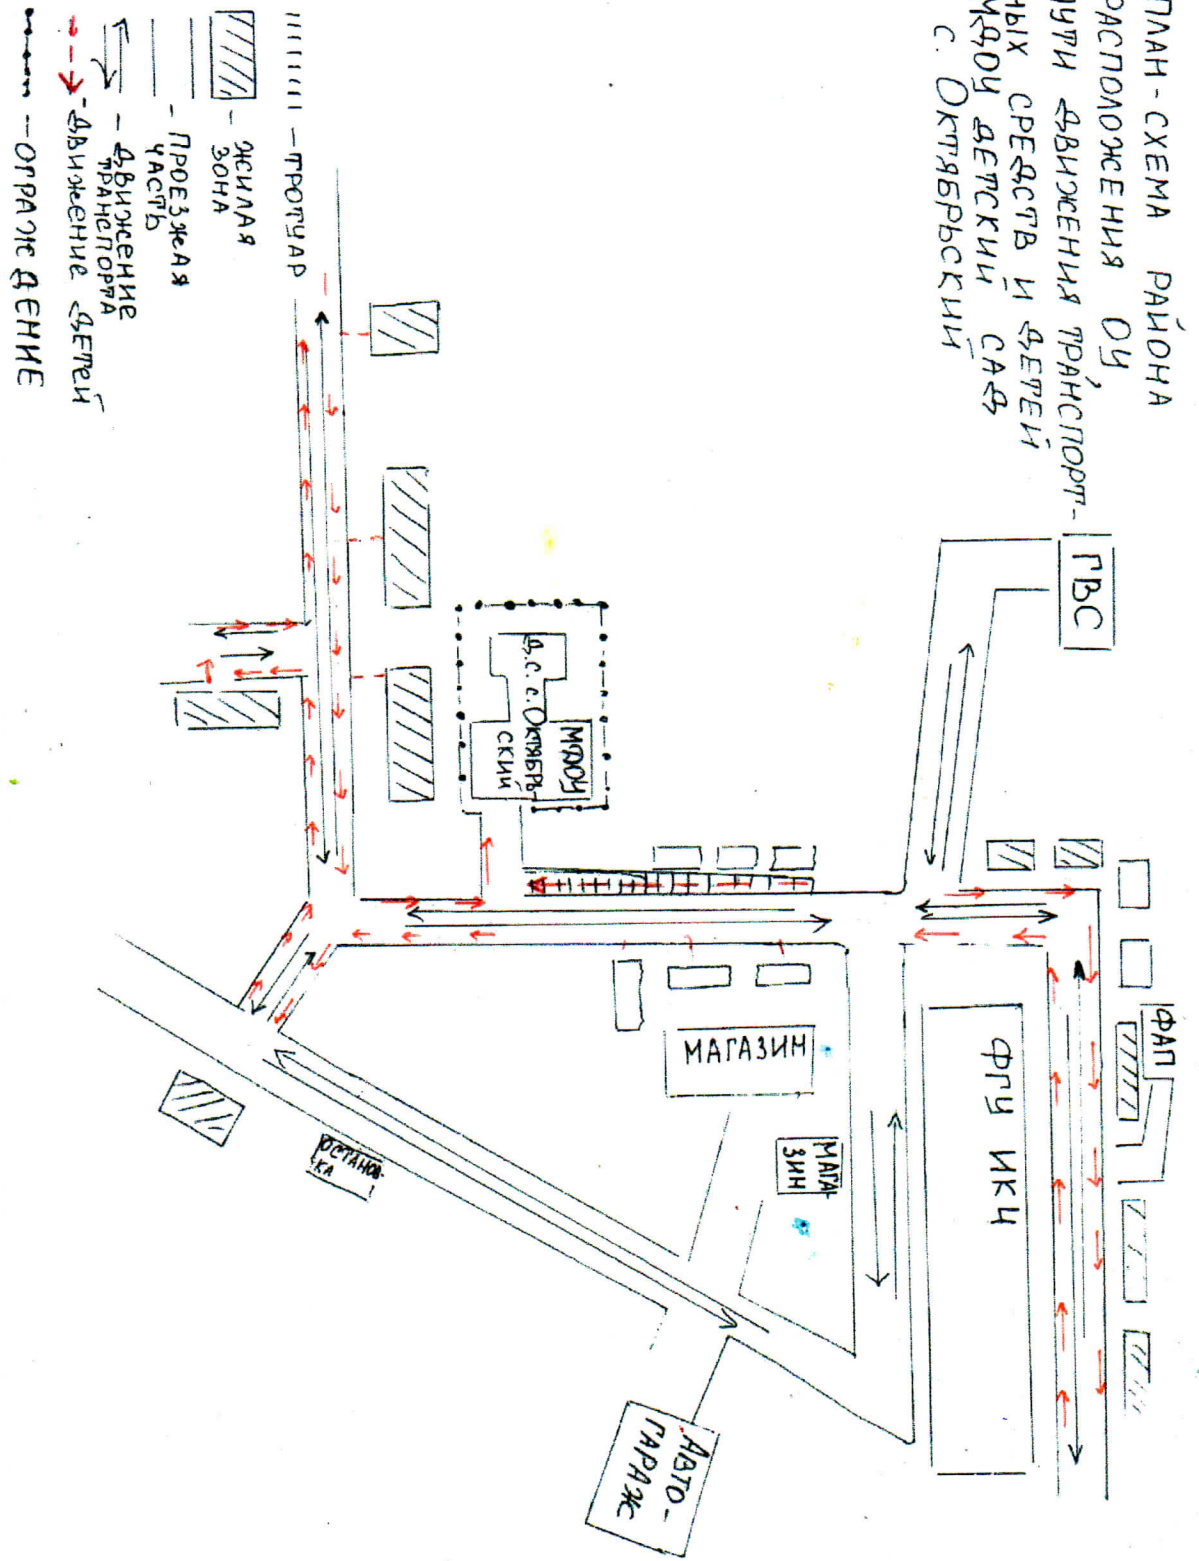 ПЛАН-СХЕМА РАЙОНА
РАСПОЛОЖЕНИЯ ОУ,
ПУТИ ДВИЖЕНИЯ ТРАНСПОРТ-
НЫХ СРЕДСТВ И ДЕТЕЙ
МДОУ ДЕТСКИЙ САД
с. ОКТЯБРЬСКИЙ
ГВС
ФАП
ФГУ ИК4
МДОУ
Д.С. с. ОКТЯБРЬ-
СКИЙ
МАГАЗИН
МАГА-
ЗИН
ОСТАНОВ-
КА
АВТО-
ГАРАЖ
- ТРОТУАР
- ЖИЛАЯ
ЗОНА
- ПРОЕЗЖАЯ
ЧАСТЬ
- ДВИЖЕНИЕ
ТРАНСПОРТА
- ДВИЖЕНИЕ ДЕТЕЙ
- ОГРАЖДЕНИЕ